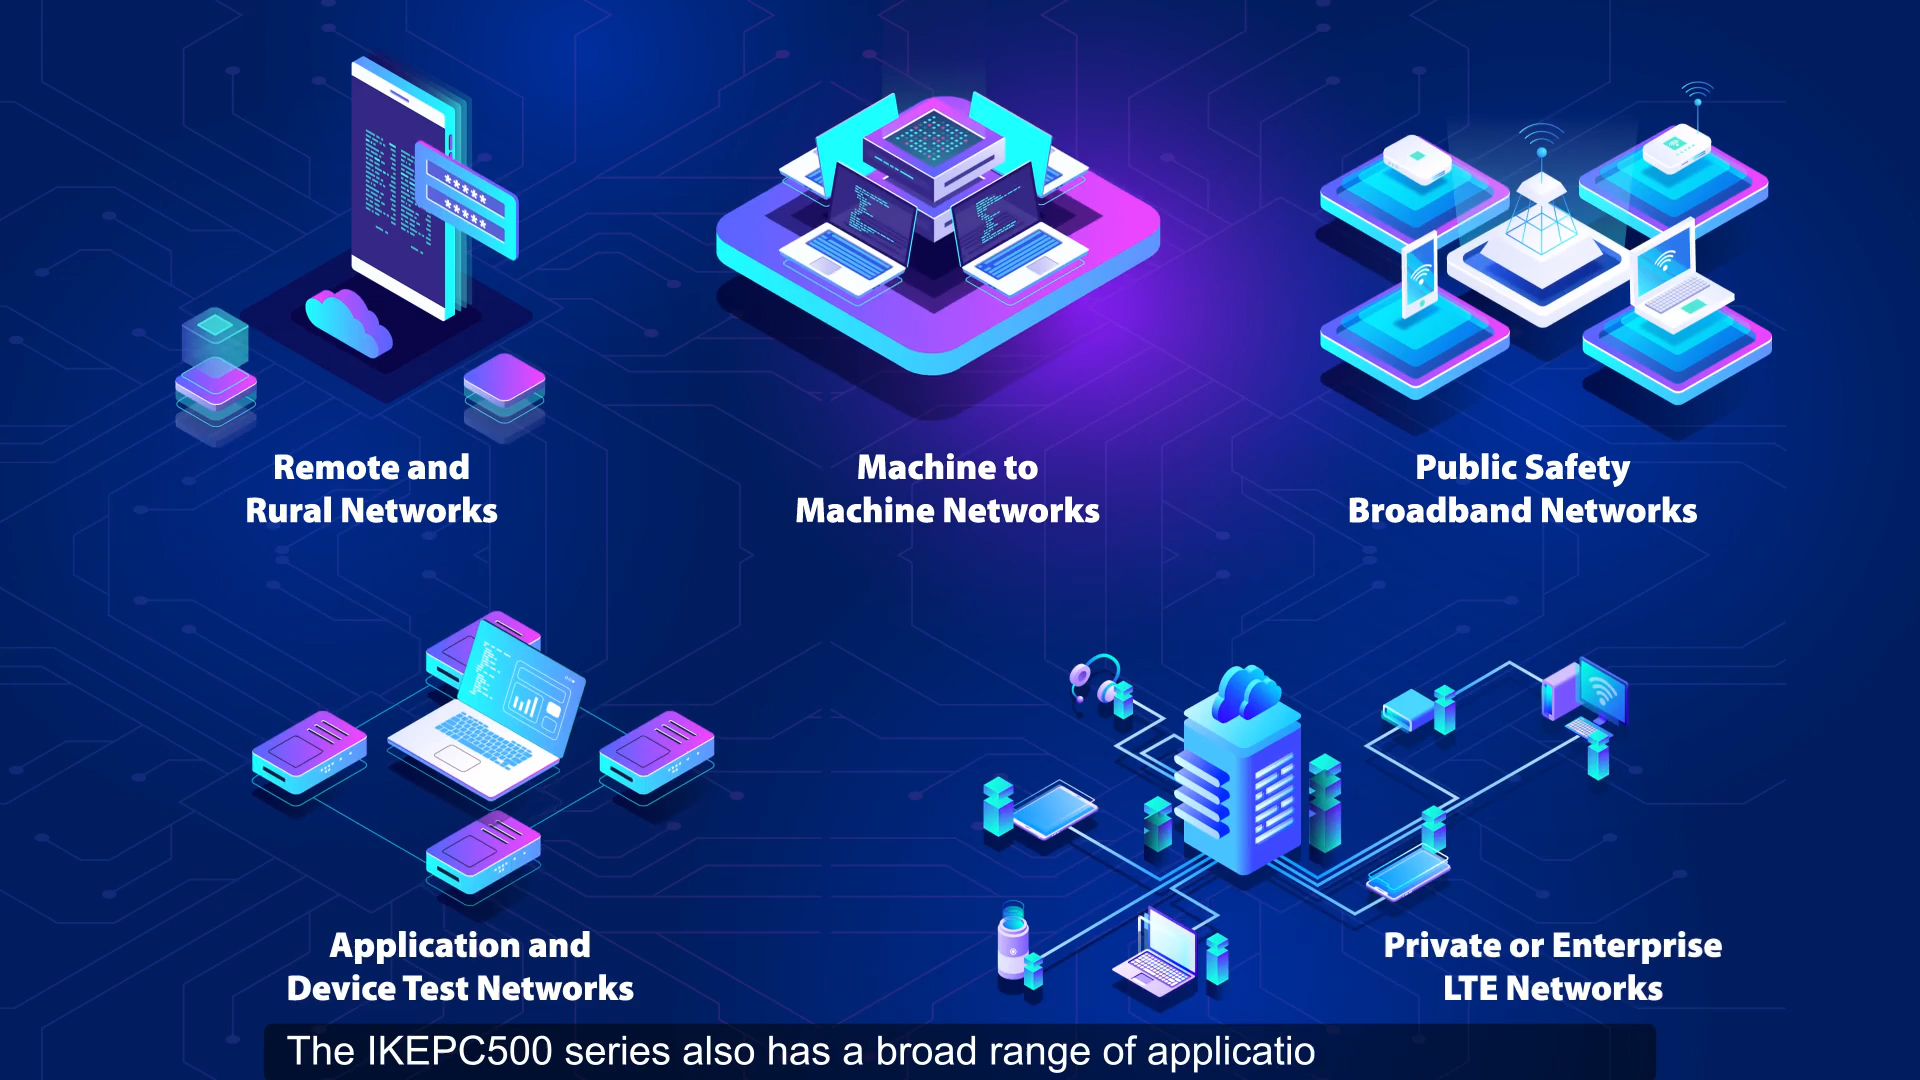 Remote and
Rural Networks
Machine to
Machine Networks
Public Safety
Broadband Networks
Application and
Device Test Networks
Private or Enterprise
LTE Networks
The IKEPC500 series also has a broad range of applicatio